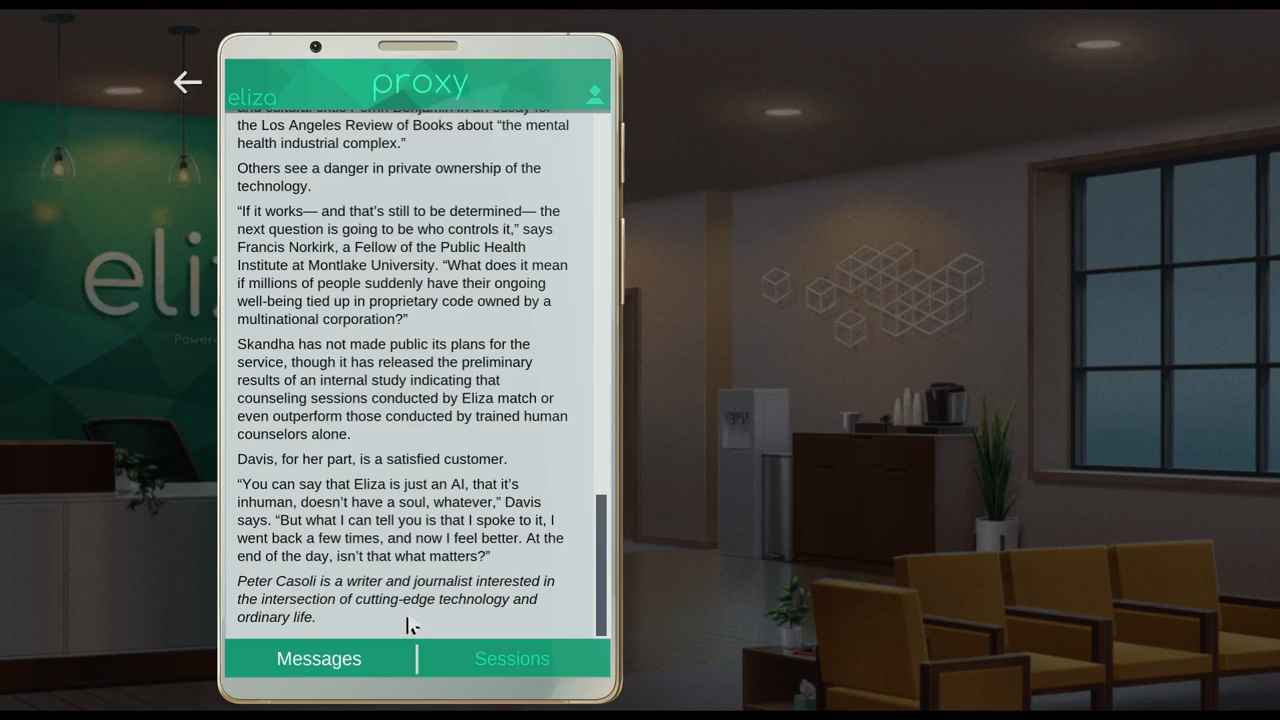 proxy
eliza
the Los Angeles Review of Books about “the mental
health industrial complex.”
Others see a danger in private ownership of the
technology.
“If it works— and that’s still to be determined— the
next question is going to be who controls it,” says
Francis Norkirk, a Fellow of the Public Health
Institute at Montlake University. “What does it mean
if millions of people suddenly have their ongoing
well-being tied up in proprietary code owned by a
multinational corporation?”
Skandha has not made public its plans for the
service, though it has released the preliminary
results of an internal study indicating that
counseling sessions conducted by Eliza match or
even outperform those conducted by trained human
counselors alone.
Davis, for her part, is a satisfied customer.
“You can say that Eliza is just an AI, that it’s
inhuman, doesn’t have a soul, whatever,” Davis
says. “But what I can tell you is that I spoke to it, I
went back a few times, and now I feel better. At the
end of the day, isn’t that what matters?”
Peter Casoli is a writer and journalist interested in
the intersection of cutting-edge technology and
ordinary life.
Messages
Sessions
eli
Powere